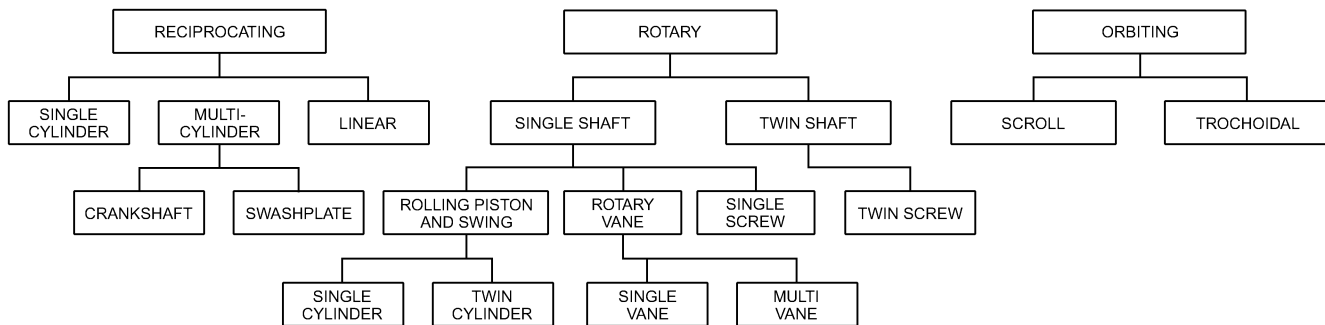 RECIPROCATING
ROTARY
ORBITING
SINGLE
CYLINDER
MULTI-
CYLINDER
LINEAR
SINGLE SHAFT
TWIN SHAFT
SCROLL
TROCHOIDAL
CRANKSHAFT
SWASHPLATE
ROLLING PISTON
AND SWING
ROTARY
VANE
SINGLE
SCREW
TWIN SCREW
SINGLE
CYLINDER
TWIN
CYLINDER
SINGLE
VANE
MULTI
VANE